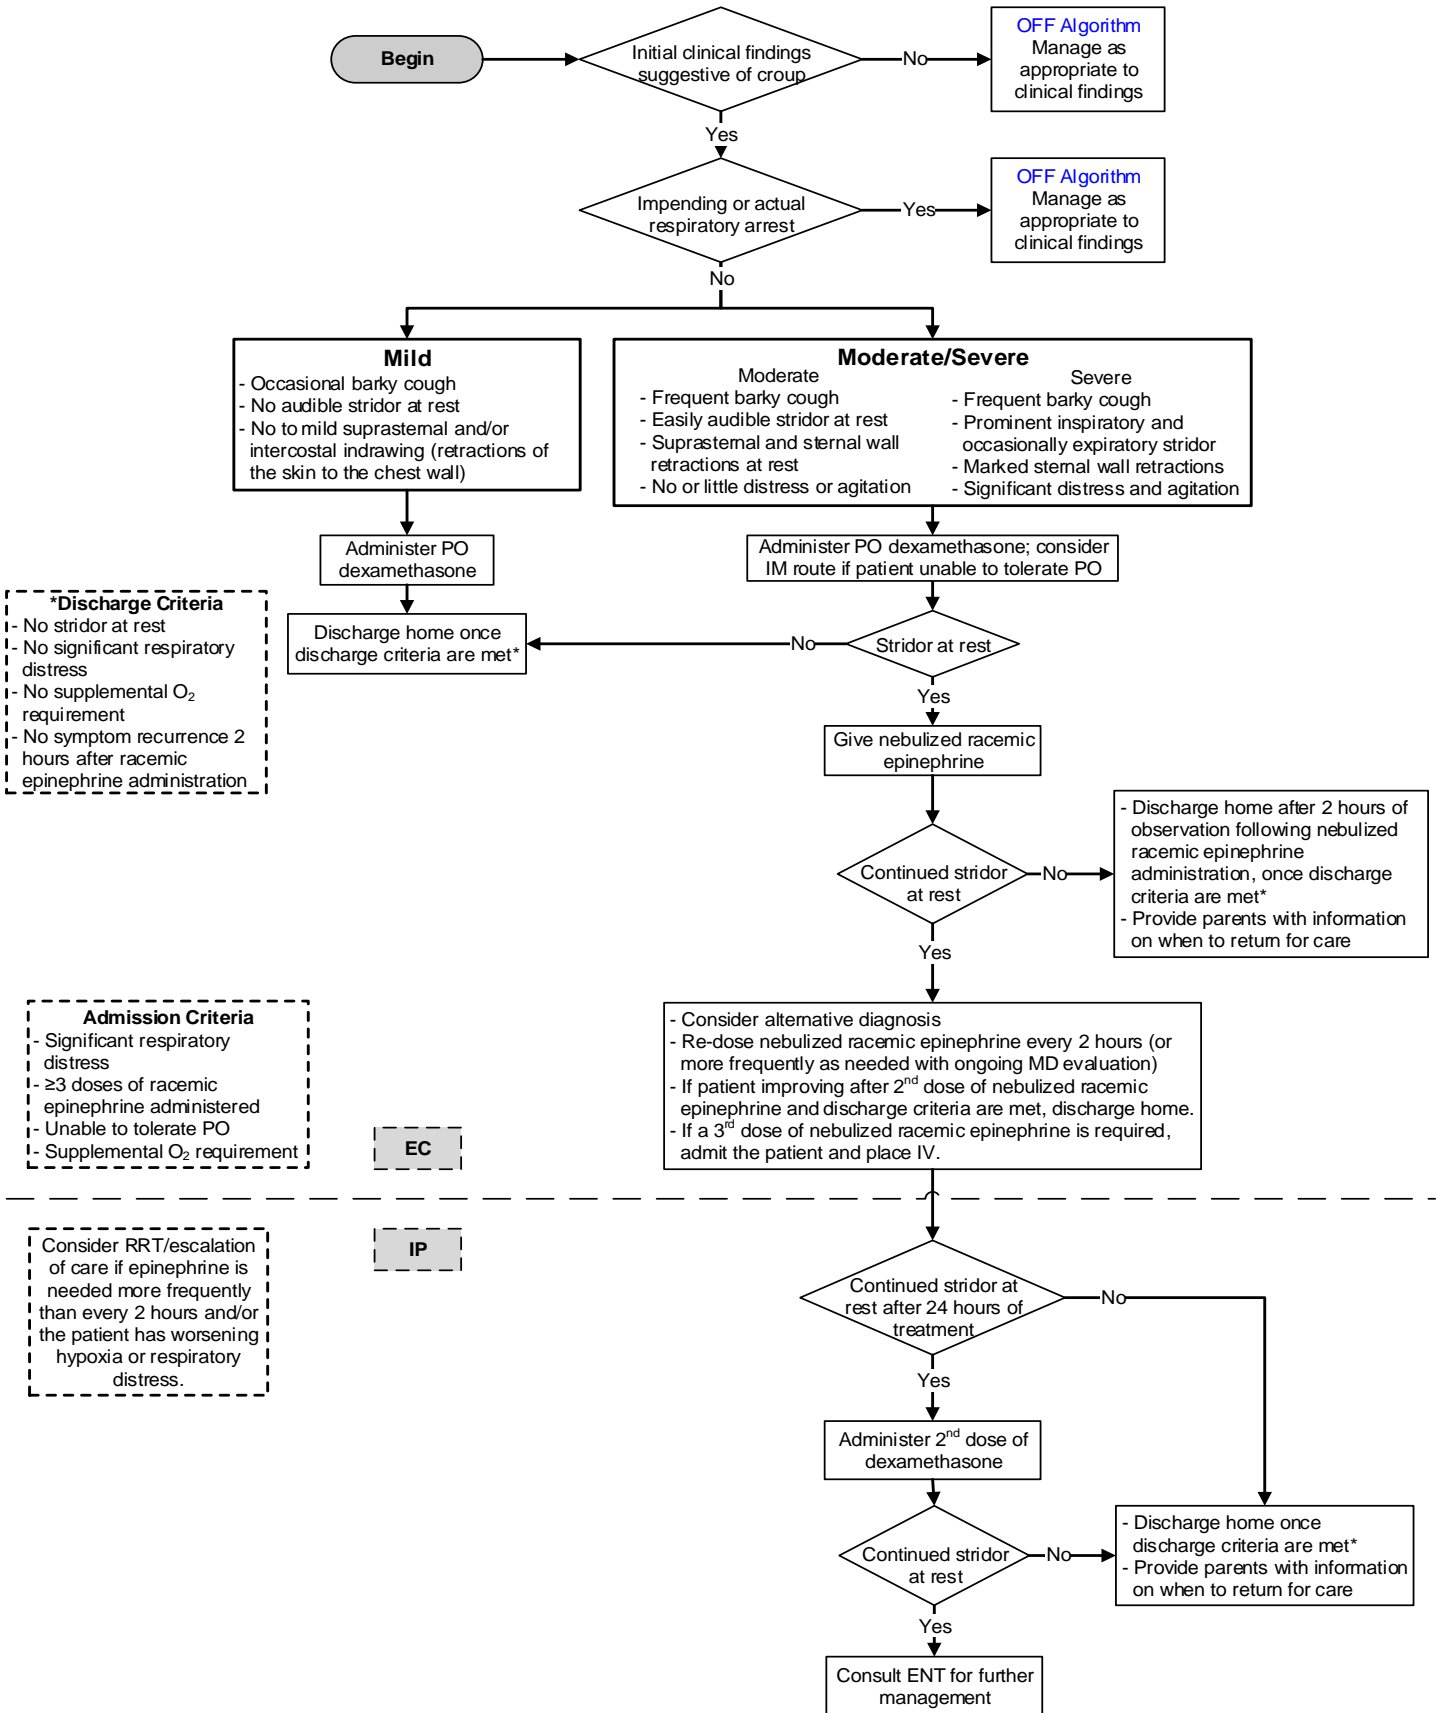 Begin
Initial clinical findings
suggestive of croup
No
OFF Algorithm
Manage as
appropriate to
clinical findings
Yes
Impending or actual
respiratory arrest
Yes
OFF Algorithm
Manage as
appropriate to
clinical findings
No
Mild
- Occasional barky cough
- No audible stridor at rest
- No to mild suprasternal and/or
intercostal indrawing (retractions of
the skin to the chest wall)
Moderate/Severe
Moderate
- Frequent barky cough
- Easily audible stridor at rest
- Suprasternal and sternal wall
retractions at rest
- No or little distress or agitation
Severe
- Frequent barky cough
- Prominent inspiratory and
occasionally expiratory stridor
- Marked sternal wall retractions
- Significant distress and agitation
Administer PO
dexamethasone
Administer PO dexamethasone; consider
IM route if patient unable to tolerate PO
*Discharge Criteria
- No stridor at rest
- No significant respiratory
distress
- No supplemental O₂
requirement
- No symptom recurrence 2
hours after racemic
epinephrine administration
Discharge home once
discharge criteria are met*
No
Stridor at rest
Yes
Give nebulized racemic
epinephrine
Continued stridor
at rest
No
- Discharge home after 2 hours of
observation following nebulized
racemic epinephrine
administration, once discharge
criteria are met*
- Provide parents with information
on when to return for care
Yes
Admission Criteria
- Significant respiratory
distress
- ≥3 doses of racemic
epinephrine administered
- Unable to tolerate PO
- Supplemental O₂ requirement
EC
- Consider alternative diagnosis
- Re-dose nebulized racemic epinephrine every 2 hours (or
more frequently as needed with ongoing MD evaluation)
- If patient improving after 2nd dose of nebulized racemic
epinephrine and discharge criteria are met, discharge home.
- If a 3rd dose of nebulized racemic epinephrine is required,
admit the patient and place IV.
Consider RRT/escalation
of care if epinephrine is
needed more frequently
than every 2 hours and/or
the patient has worsening
hypoxia or respiratory
distress.
IP
Continued stridor at
rest after 24 hours of
treatment
No
Yes
Administer 2nd dose of
dexamethasone
Continued stridor
at rest
No
- Discharge home once
discharge criteria are met*
- Provide parents with information
on when to return for care
Yes
Consult ENT for further
management